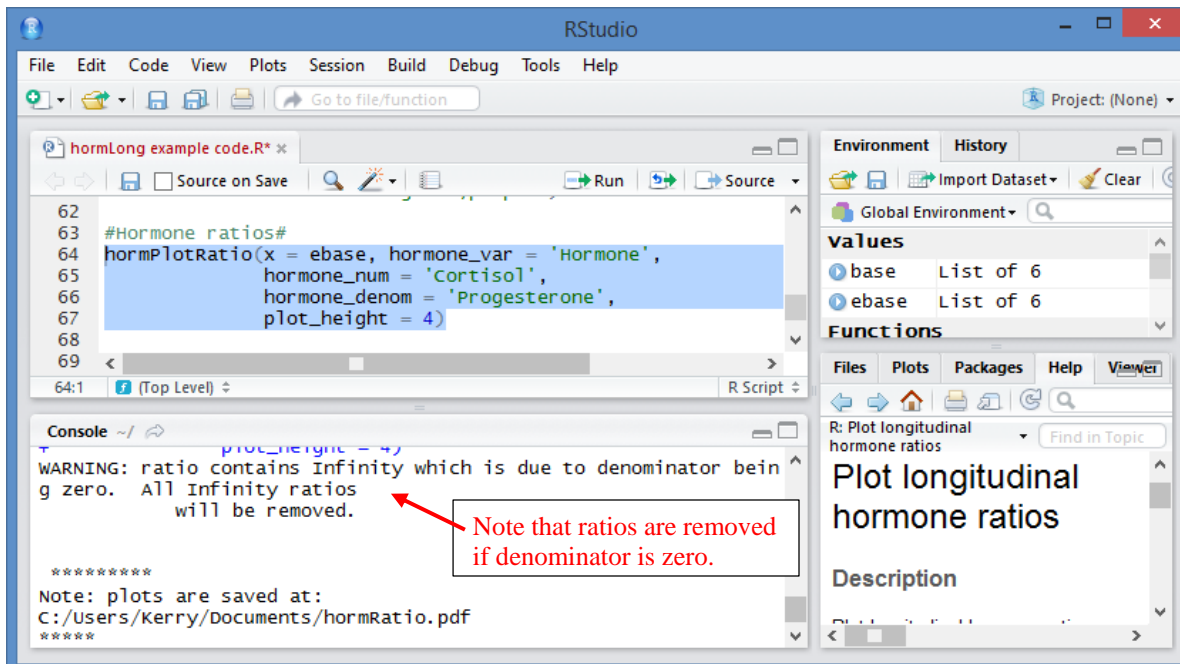 RStudio
File Edit Code View Plots Session Build Debug Tools Help
Go to file/function
Project: (None)
hormLong example code.R*
Source on Save
Run
Source
62
63 #Hormone ratios#
64 hormPlotRatio(x = ebase, hormone_var = 'Hormone',
65 hormone_num = 'Cortisol',
66 hormone_denom = 'Progesterone',
67 plot_height = 4)
68
69
64:1 (Top Level) R Script
Console ~/
+ plot_height = 4)
WARNING: ratio contains Infinity which is due to denominator bein
g zero.  All Infinity ratios
will be removed.
*********
Note: plots are saved at:
C:/Users/Kerry/Documents/hormRatio.pdf
*****
Note that ratios are removed
if denominator is zero.
Environment History
Import Dataset Clear
Global Environment
Values
base List of 6
ebase List of 6
Functions
Files Plots Packages Help Viewer
R: Plot longitudinal
hormone ratios
Find in Topic
Plot longitudinal
hormone ratios
Description